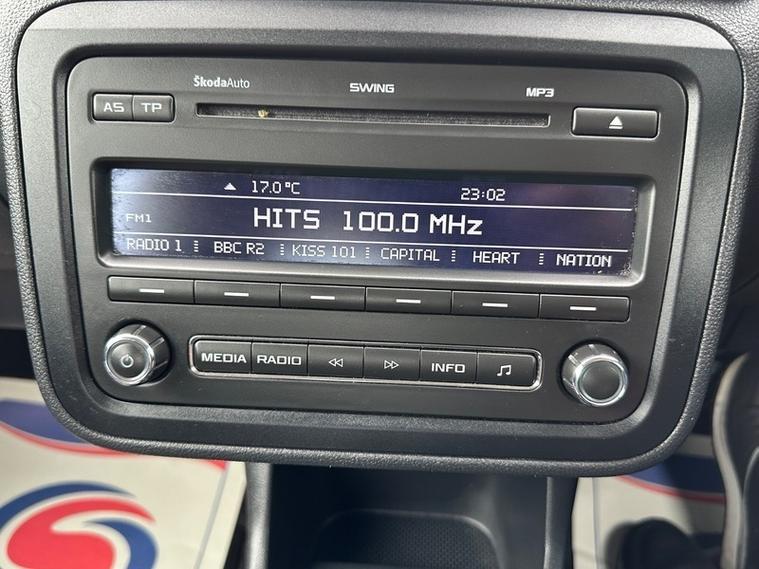 ŠkodaAuto SWING MP3
AS TP
17.0°C 23:02
FM1 HITS 100.0 MHz
RADIO 1 BBC R2 KISS 101 CAPITAL HEART NATION
MEDIA RADIO INFO